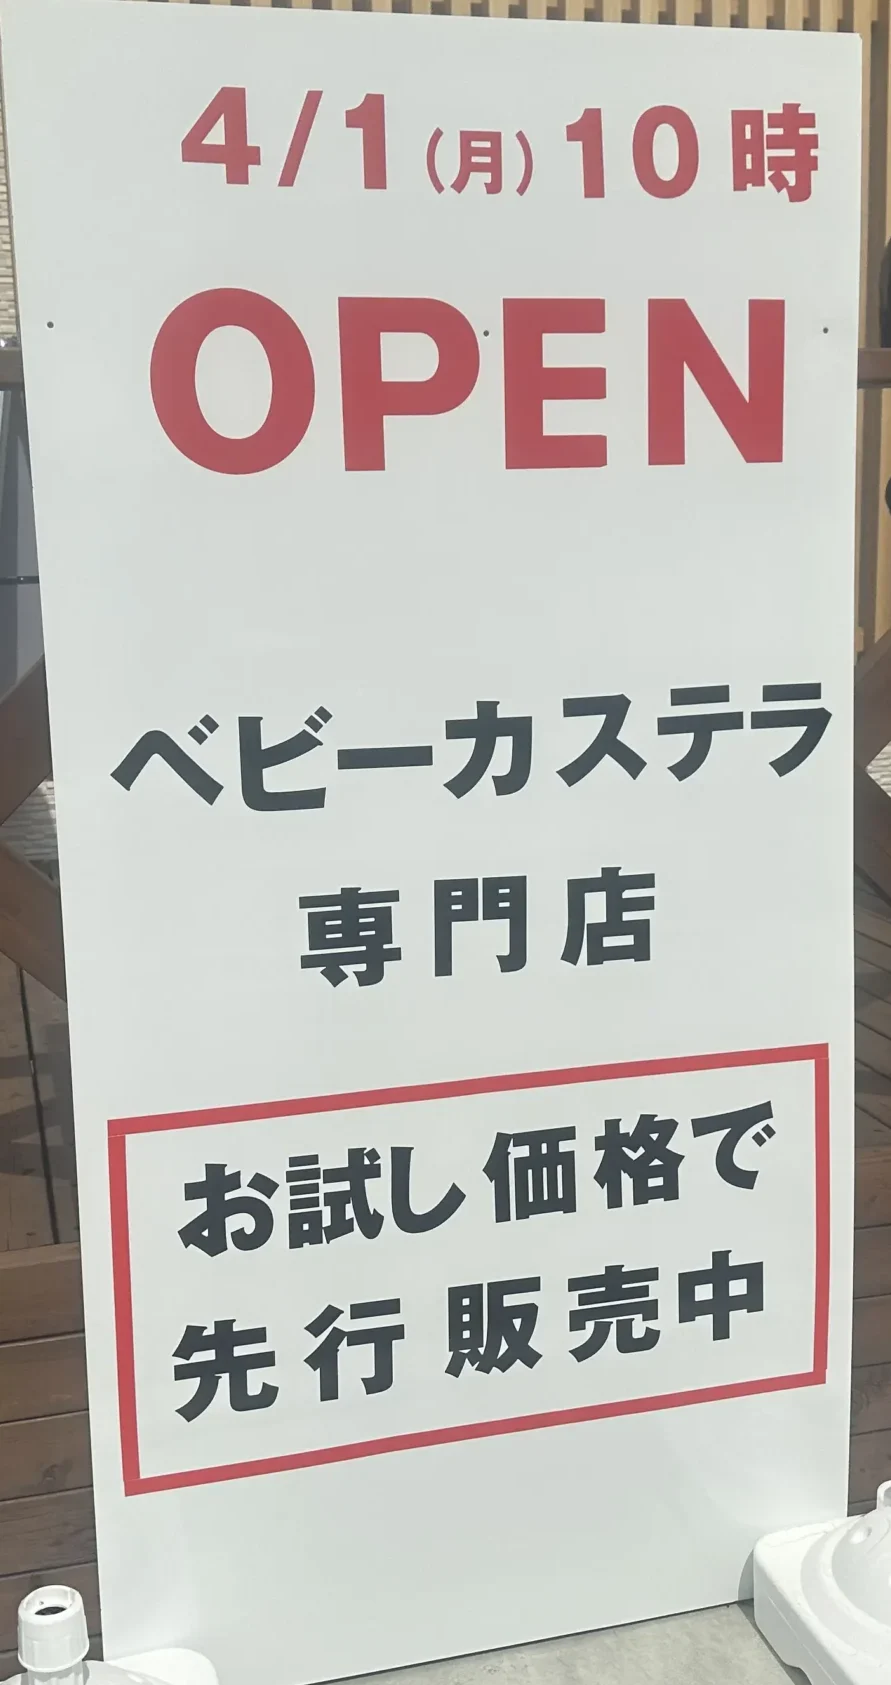 4/1（月）10時
OPEN
ベビーカステラ
専門店
お試し価格で
先行販売中